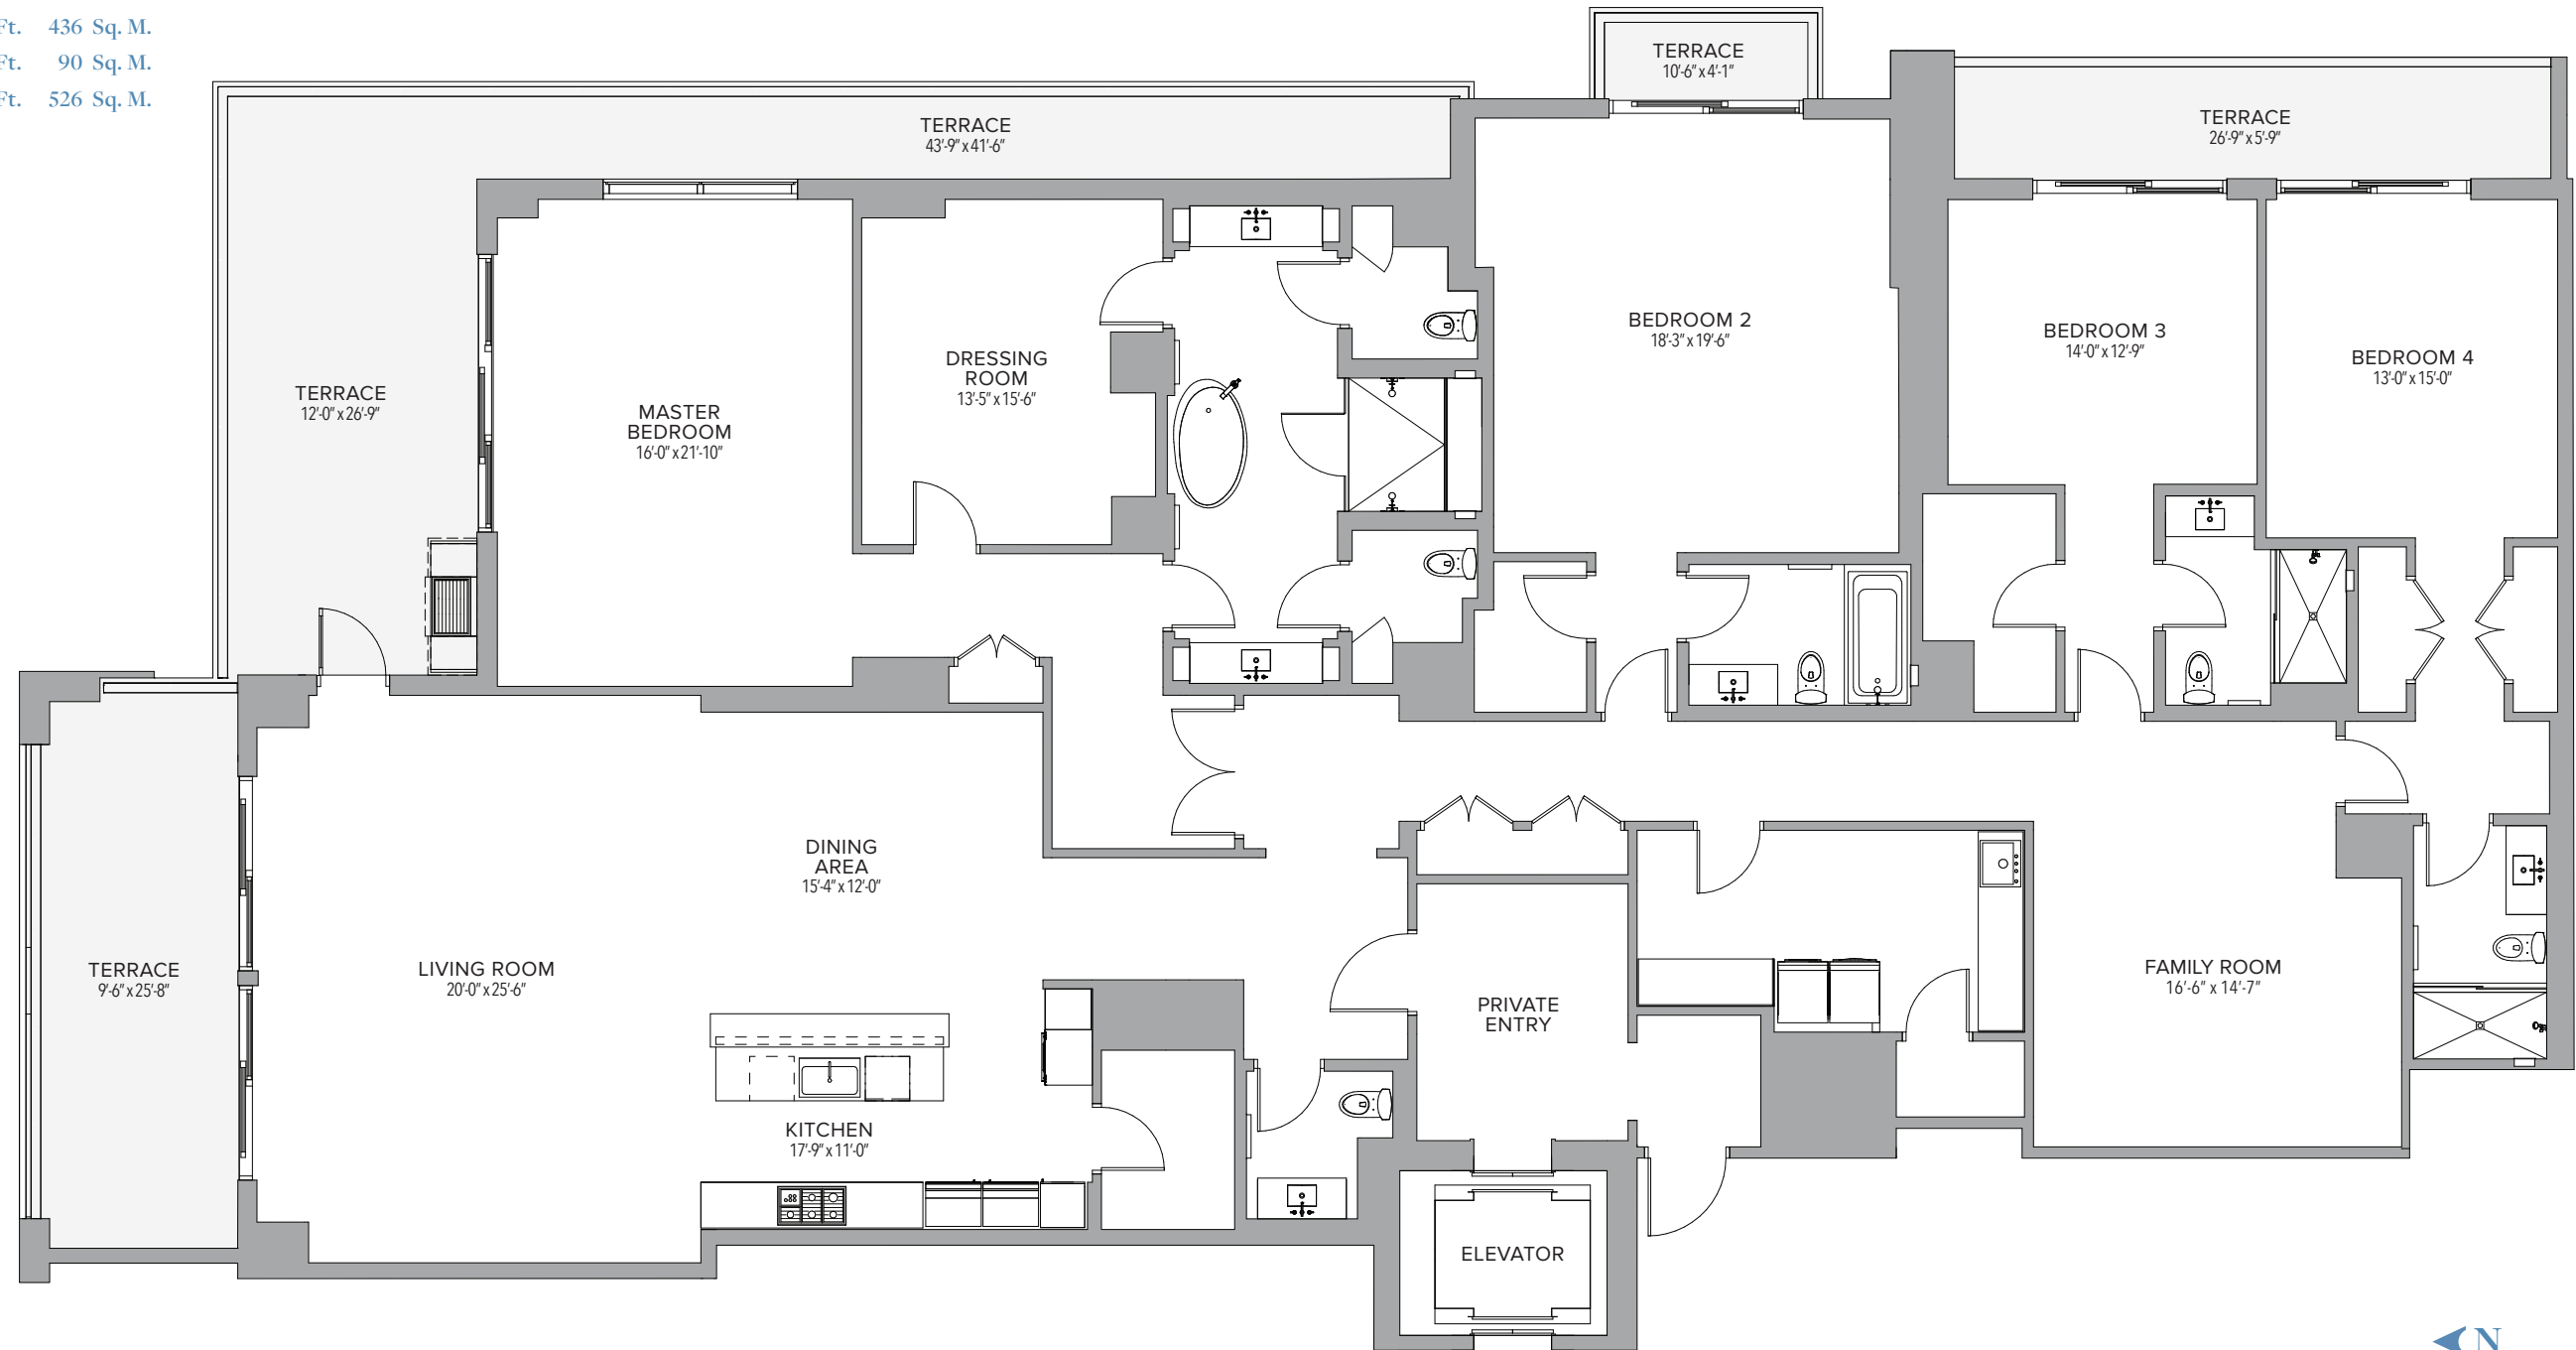 Ft. 436 Sq. M.
Ft. 90 Sq. M.
Ft. 526 Sq. M.
TERRACE
10'-6" x 4'-1"
TERRACE
43'-9" x 41'-6"
TERRACE
26'-9" x 5'-9"
TERRACE
12'-0" x 26'-9"
MASTER
BEDROOM
16'-0" x 21'-10"
DRESSING
ROOM
13'-5" x 15'-6"
BEDROOM 2
18'-3" x 19'-6"
BEDROOM 3
14'-0" x 12'-9"
BEDROOM 4
13'-0" x 15'-0"
TERRACE
9'-6" x 25'-8"
LIVING ROOM
20'-0" x 25'-6"
DINING
AREA
15'-4" x 12'-0"
KITCHEN
17'-9" x 11'-0"
PRIVATE
ENTRY
FAMILY ROOM
16'-6" x 14'-7"
ELEVATOR
N